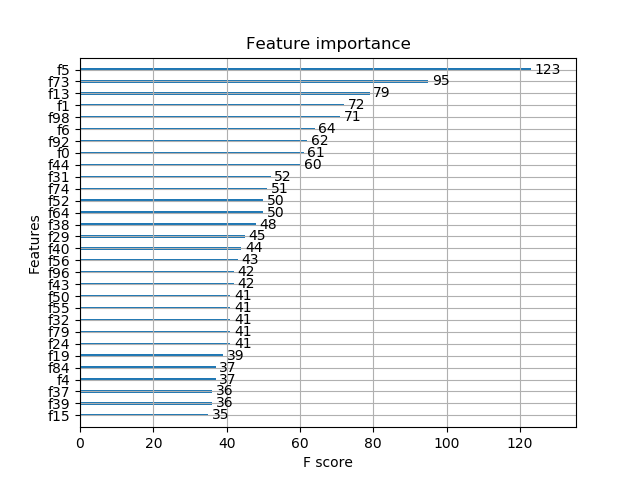 Feature importance
f5 123
f73 95
f13 79
f1 72
f98 71
f6 64
f92 62
f0 61
f44 60
f31 52
f74 51
f52 50
f64 50
f38 48
f29 45
f40 44
f56 43
f96 42
f43 42
f50 41
f55 41
f32 41
f79 41
f24 41
f19 39
f84 37
f4 37
f37 36
f39 36
f15 35
Features
0 20 40 60 80 100 120
F score